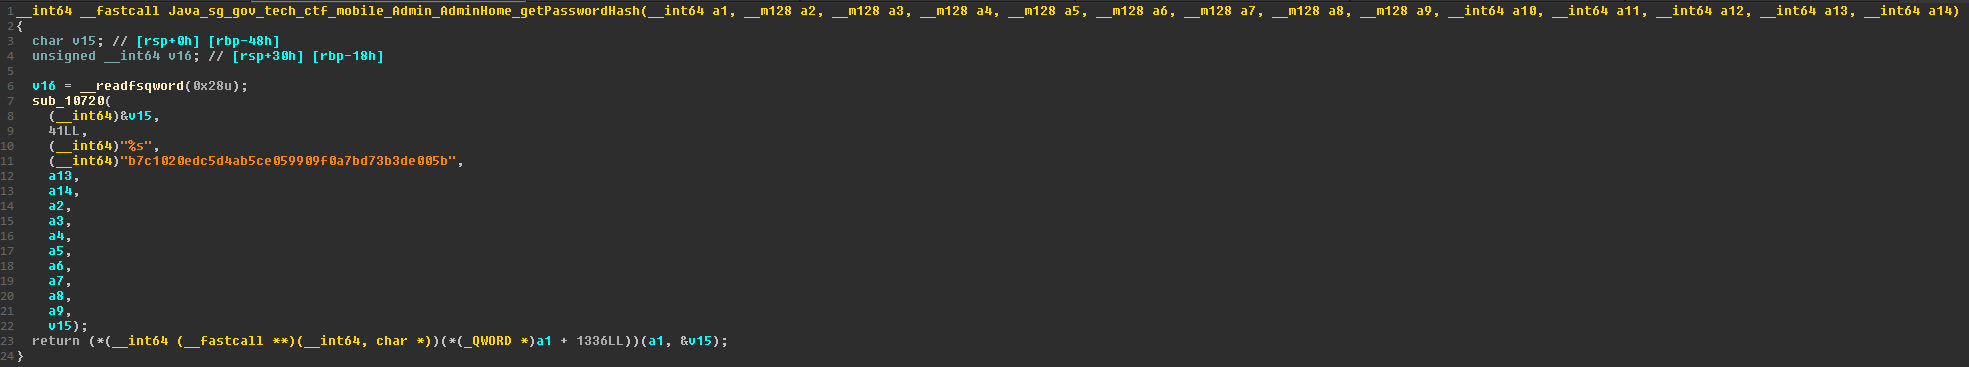 1 __int64 __fastcall Java_sg_gov_tech_ctf_mobile_Admin_AdminHome_getPasswordHash(__int64 a1, __m128 a2, __m128 a3, __m128 a4, __m128 a5, __m128 a6, __m128 a7, __m128 a8, __m128 a9, __int64 a10, __int64 a11, __int64 a12, __int64 a13, __int64 a14)
2 {
3   char v15; // [rsp+0h] [rbp-48h]
4   unsigned __int64 v16; // [rsp+30h] [rbp-18h]
5
6   v16 = __readfsqword(0x28u);
7   sub_10720(
8     (__int64)&v15,
9     41LL,
10     (__int64)"%s",
11     (__int64)"b7c1020edc5d4ab5ce059909f0a7bd73b3de005b",
12     a13,
13     a14,
14     a2,
15     a3,
16     a4,
17     a5,
18     a6,
19     a7,
20     a8,
21     a9,
22     v15);
23   return (*(__int64 (__fastcall **)(__int64, char *))(*(_QWORD *)a1 + 1336LL))(a1, &v15);
24 }